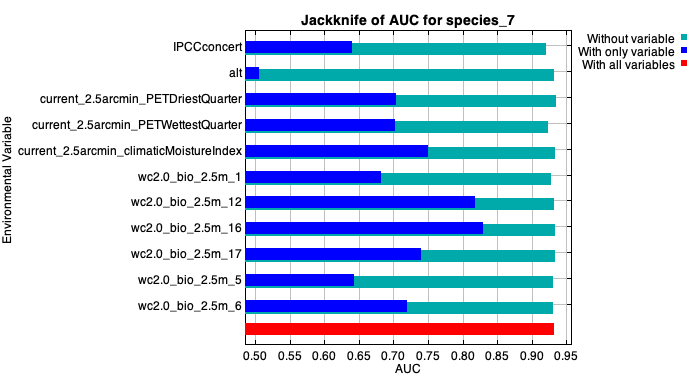 Jackknife of AUC for species_7
Without variable
With only variable
With all variables
Environmental Variable
IPCCconcert
alt
current_2.5arcmin_PETDriestQuarter
current_2.5arcmin_PETWettestQuarter
current_2.5arcmin_climaticMoistureIndex
wc2.0_bio_2.5m_1
wc2.0_bio_2.5m_12
wc2.0_bio_2.5m_16
wc2.0_bio_2.5m_17
wc2.0_bio_2.5m_5
wc2.0_bio_2.5m_6
0.50 0.55 0.60 0.65 0.70 0.75 0.80 0.85 0.90 0.95
AUC